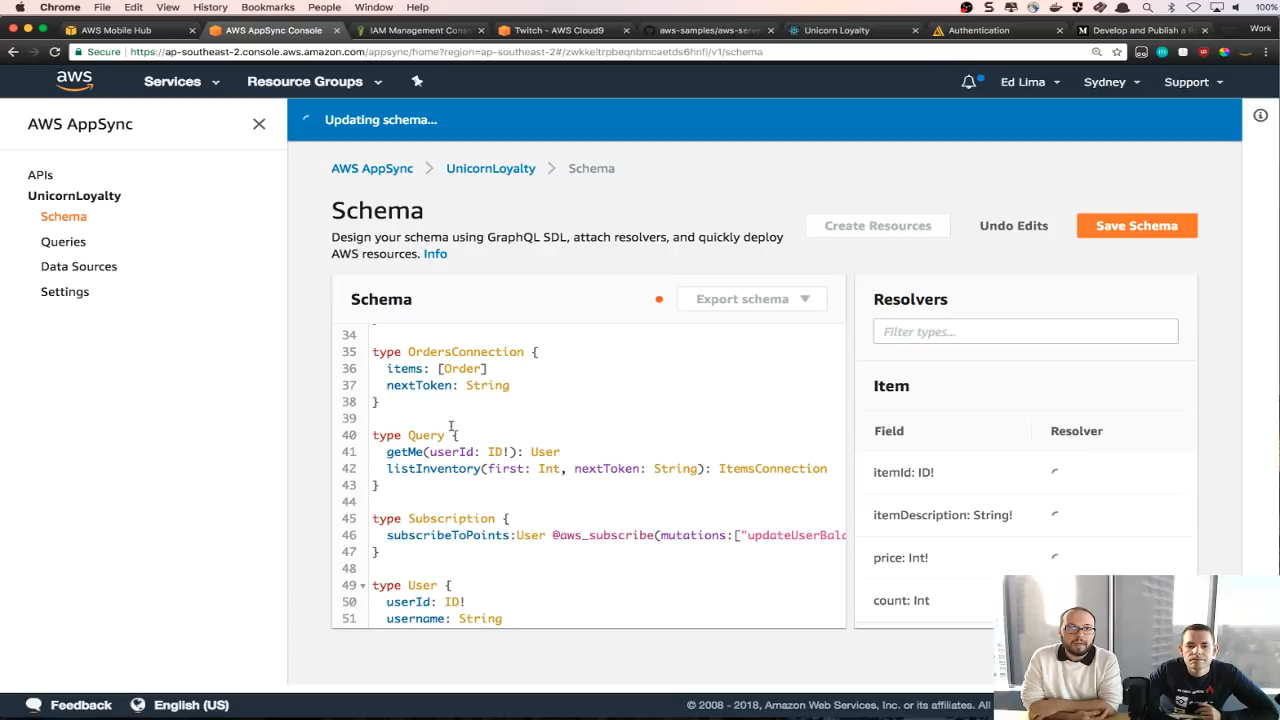 Chrome File Edit View History Bookmarks People Window Help 100%
AWS Mobile Hub
AWS AppSync Console
IAM Management Con
Twitch - AWS Cloud9
aws-samples/aws-serv
Unicorn Loyalty
Authentication
Develop and Publish a R
Work
Secure https://ap-southeast-2.console.aws.amazon.com/appsync/home?region=ap-southeast-2#/zwkkeitrpbeqnbmcaetds6hnfi/v1/schema
aws Services Resource Groups Ed Lima Sydney Support
AWS AppSync
Updating schema...
APIs
UnicornLoyalty
Schema
Queries
Data Sources
Settings
AWS AppSync UnicornLoyalty Schema
Schema
Design your schema using GraphQL SDL, attach resolvers, and quickly deploy
AWS resources. Info
Create Resources Undo Edits Save Schema
Schema Export schema
34
35 type OrdersConnection {
36 items: [Order]
37 nextToken: String
38 }
39
40 type Query {
41 getMe(userId: ID!): User
42 listInventory(first: Int, nextToken: String): ItemsConnection
43 }
44
45 type Subscription {
46 subscribeToPoints:User @aws_subscribe(mutations:["updateUserBala
47 }
48
49 type User {
50 userId: ID!
51 username: String
Resolvers
Filter types...
Item
Field Resolver
itemId: ID!
itemDescription: String!
price: Int!
count: Int
Feedback English (US) © 2008 - 2018, Amazon Web Services, Inc. or its affiliates. All